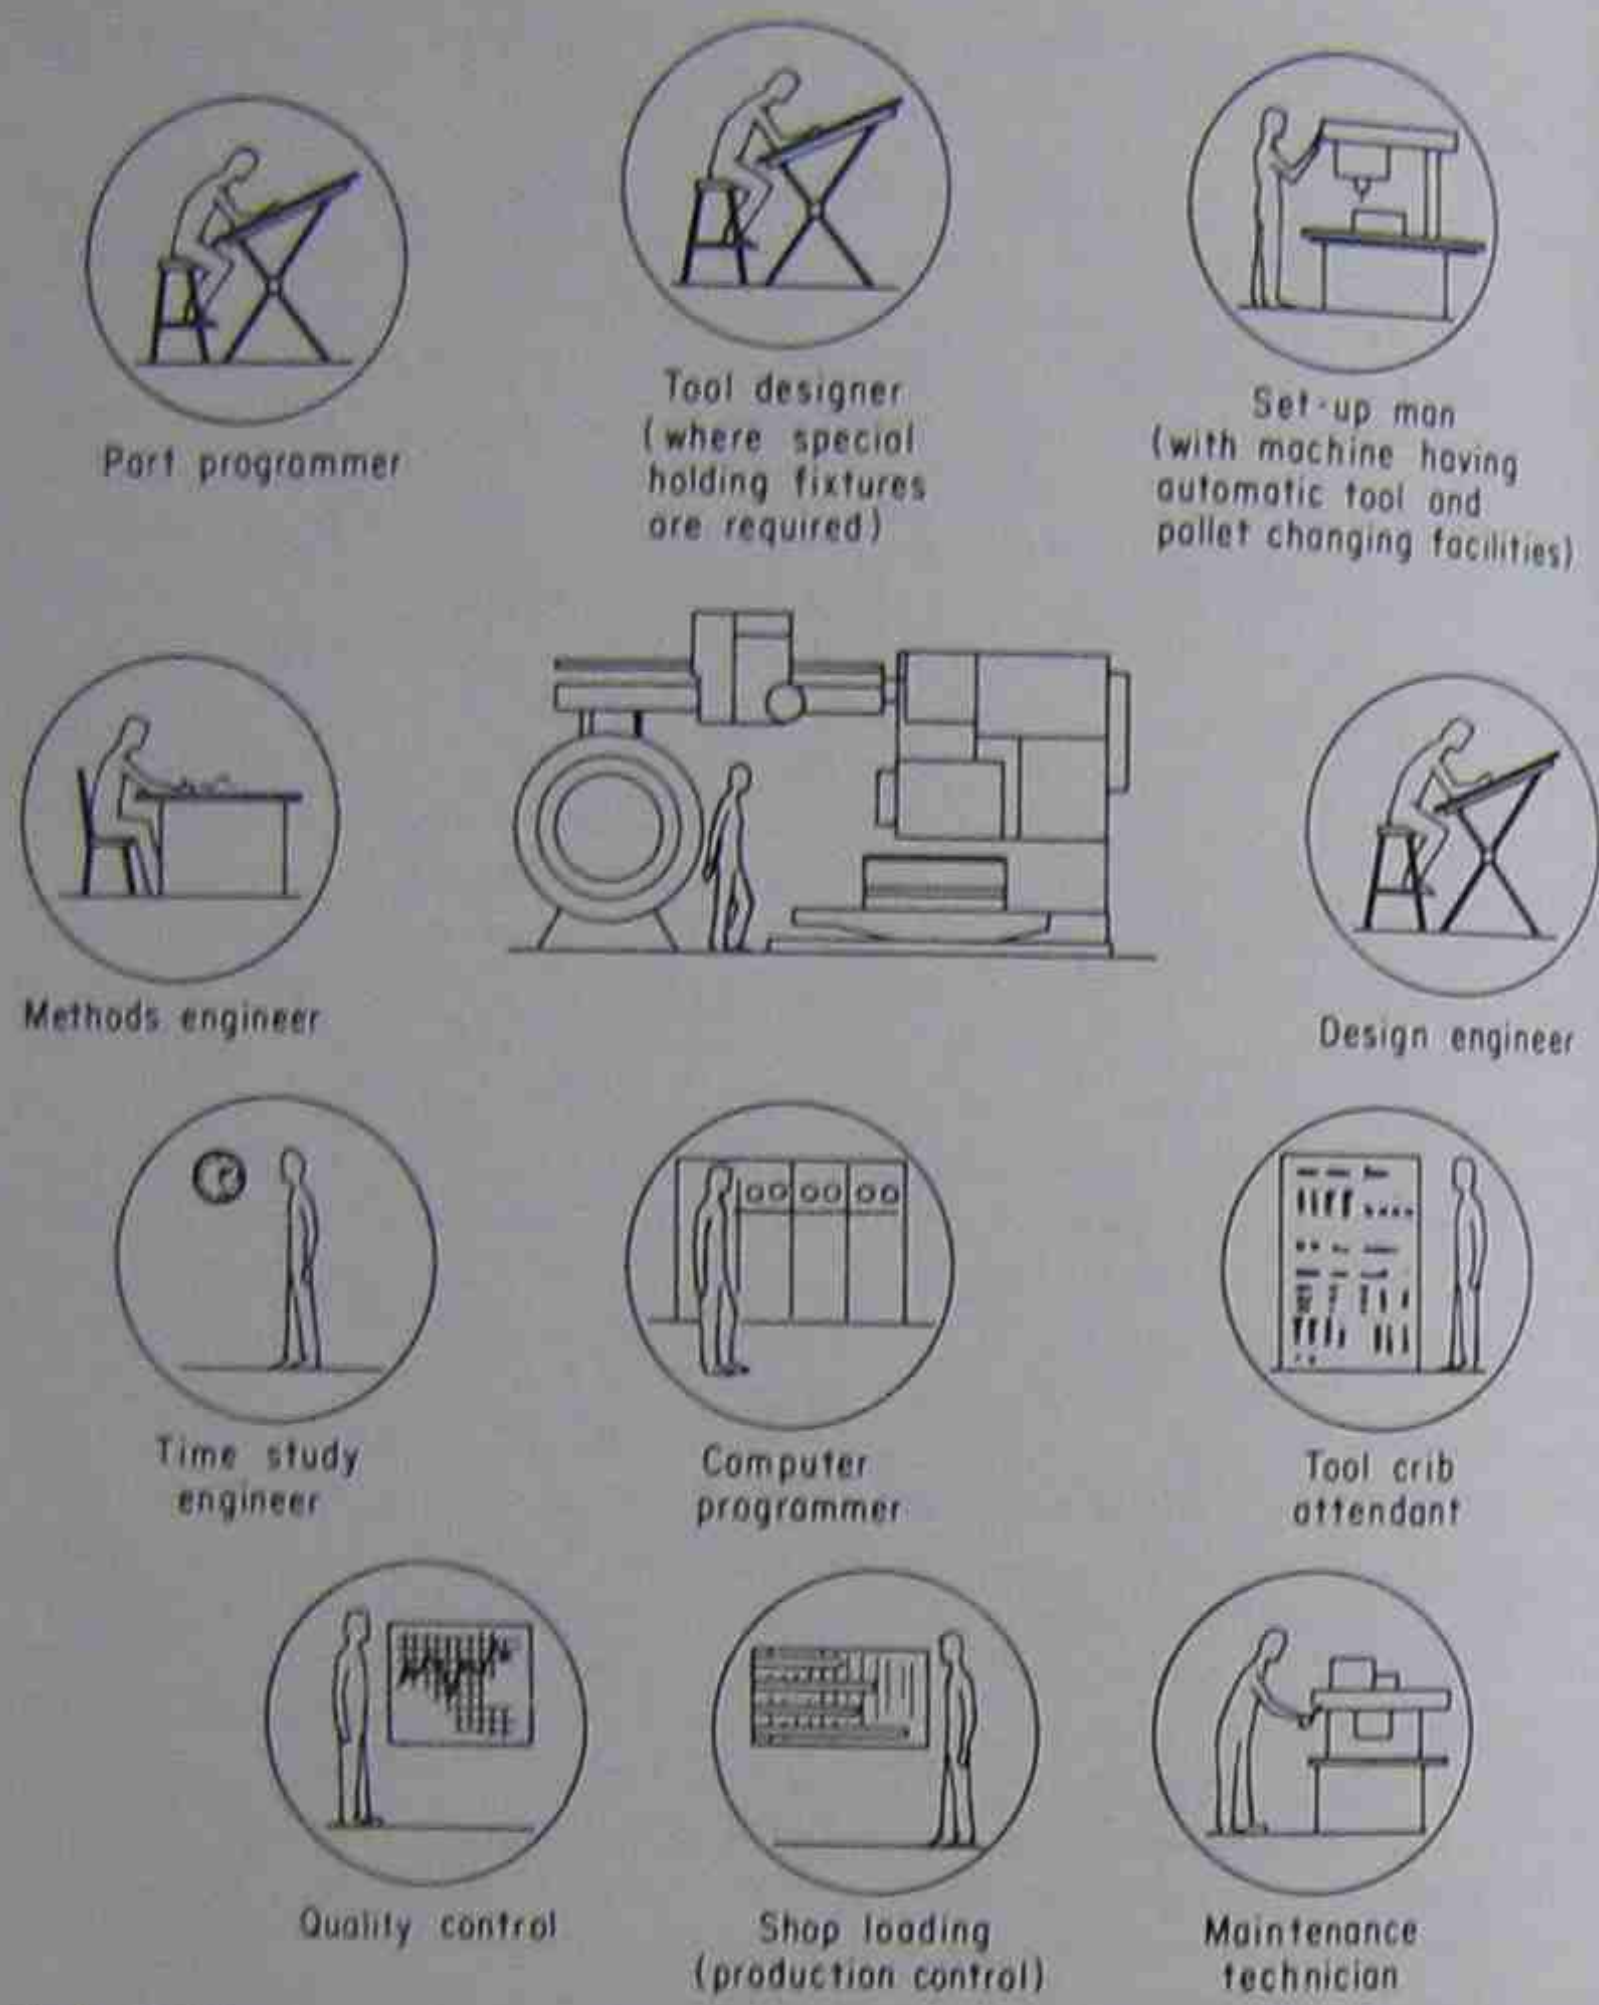 Part programmer
Tool designer
(where special
holding fixtures
are required)
Set-up man
(with machine having
automatic tool and
pallet changing facilities)
Methods engineer
Design engineer
Time study
engineer
Computer
programmer
Tool crib
attendant
Quality control
Shop loading
(production control)
Maintenance
technician